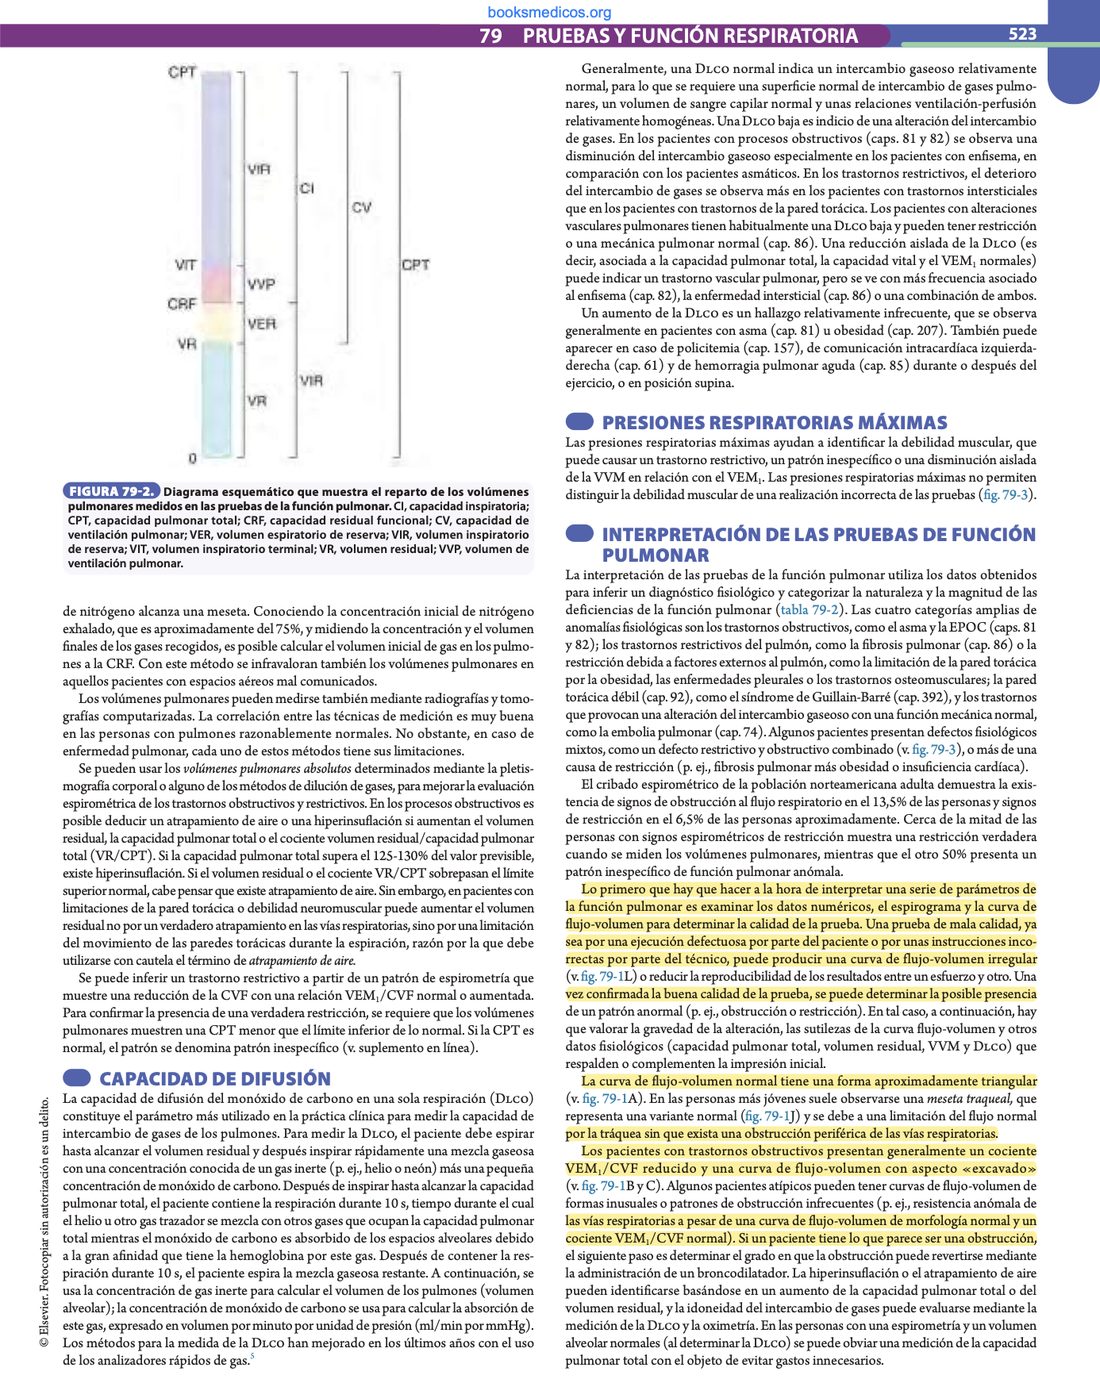 booksmedicos.org
79 PRUEBAS Y FUNCIÓN RESPIRATORIA
523
CPT
VIR
CI
CV
VIT
CPT
VVP
CRF
VER
VR
VIR
VR
0
FIGURA 79-2. Diagrama esquemático que muestra el reparto de los volúmenes
pulmonares medidos en las pruebas de la función pulmonar. CI, capacidad inspiratoria;
CPT, capacidad pulmonar total; CRF, capacidad residual funcional; CV, capacidad de
ventilación pulmonar; VER, volumen espiratorio de reserva; VIR, volumen inspiratorio
de reserva; VIT, volumen inspiratorio terminal; VR, volumen residual; VVP, volumen de
ventilación pulmonar.
de nitrógeno alcanza una meseta. Conociendo la concentración inicial de nitrógeno
exhalado, que es aproximadamente del 75%, y midiendo la concentración y el volumen
finales de los gases recogidos, es posible calcular el volumen inicial de gas en los pulmo-
nes a la CRF. Con este método se infravaloran también los volúmenes pulmonares en
aquellos pacientes con espacios aéreos mal comunicados.
Los volúmenes pulmonares pueden medirse también mediante radiografías y tomo-
grafías computarizadas. La correlación entre las técnicas de medición es muy buena
en las personas con pulmones razonablemente normales. No obstante, en caso de
enfermedad pulmonar, cada uno de estos métodos tiene sus limitaciones.
Se pueden usar los volúmenes pulmonares absolutos determinados mediante la pletis-
mografía corporal o alguno de los métodos de dilución de gases, para mejorar la evaluación
espirométrica de los trastornos obstructivos y restrictivos. En los procesos obstructivos es
posible deducir un atrapamiento de aire o una hiperinsuflación si aumentan el volumen
residual, la capacidad pulmonar total o el cociente volumen residual/capacidad pulmonar
total (VR/CPT). Si la capacidad pulmonar total supera el 125-130% del valor previsible,
existe hiperinsuflación. Si el volumen residual o el cociente VR/CPT sobrepasan el límite
superior normal, cabe pensar que existe atrapamiento de aire. Sin embargo, en pacientes con
limitaciones de la pared torácica o debilidad neuromuscular puede aumentar el volumen
residual no por un verdadero atrapamiento en las vías respiratorias, sino por una limitación
del movimiento de las paredes torácicas durante la espiración, razón por la que debe
utilizarse con cautela el término de atrapamiento de aire.
Se puede inferir un trastorno restrictivo a partir de un patrón de espirometría que
muestre una reducción de la CVF con una relación VEM₁/CVF normal o aumentada.
Para confirmar la presencia de una verdadera restricción, se requiere que los volúmenes
pulmonares muestren una CPT menor que el límite inferior de lo normal. Si la CPT es
normal, el patrón se denomina patrón inespecífico (v. suplemento en línea).
CAPACIDAD DE DIFUSIÓN
La capacidad de difusión del monóxido de carbono en una sola respiración (DLCO)
constituye el parámetro más utilizado en la práctica clínica para medir la capacidad de
intercambio de gases de los pulmones. Para medir la DLCO, el paciente debe espirar
hasta alcanzar el volumen residual y después inspirar rápidamente una mezcla gaseosa
con una concentración conocida de un gas inerte (p. ej., helio o neón) más una pequeña
concentración de monóxido de carbono. Después de inspirar hasta alcanzar la capacidad
pulmonar total, el paciente contiene la respiración durante 10 s, tiempo durante el cual
el helio u otro gas trazador se mezcla con otros gases que ocupan la capacidad pulmonar
total mientras el monóxido de carbono es absorbido de los espacios alveolares debido
a la gran afinidad que tiene la hemoglobina por este gas. Después de contener la res-
piración durante 10 s, el paciente espira la mezcla gaseosa restante. A continuación, se
usa la concentración de gas inerte para calcular el volumen de los pulmones (volumen
alveolar); la concentración de monóxido de carbono se usa para calcular la absorción de
este gas, expresado en volumen por minuto por unidad de presión (ml/min por mmHg).
Los métodos para la medida de la DLCO han mejorado en los últimos años con el uso
de los analizadores rápidos de gas.⁵
© Elsevier. Fotocopiar sin autorización es un delito.
Generalmente, una DLCO normal indica un intercambio gaseoso relativamente
normal, para lo que se requiere una superficie normal de intercambio de gases pulmo-
nares, un volumen de sangre capilar normal y unas relaciones ventilación-perfusión
relativamente homogéneas. Una DLCO baja es indicio de una alteración del intercambio
de gases. En los pacientes con procesos obstructivos (caps. 81 y 82) se observa una
disminución del intercambio gaseoso especialmente en los pacientes con enfisema, en
comparación con los pacientes asmáticos. En los trastornos restrictivos, el deterioro
del intercambio de gases se observa más en los pacientes con trastornos intersticiales
que en los pacientes con trastornos de la pared torácica. Los pacientes con alteraciones
vasculares pulmonares tienen habitualmente una DLCO baja y pueden tener restricción
o una mecánica pulmonar normal (cap. 86). Una reducción aislada de la DLCO (es
decir, asociada a la capacidad pulmonar total, la capacidad vital y el VEM₁ normales)
puede indicar un trastorno vascular pulmonar, pero se ve con más frecuencia asociado
al enfisema (cap. 82), la enfermedad intersticial (cap. 86) o una combinación de ambos.
Un aumento de la DLCO es un hallazgo relativamente infrecuente, que se observa
generalmente en pacientes con asma (cap. 81) u obesidad (cap. 207). También puede
aparecer en caso de policitemia (cap. 157), de comunicación intracardíaca izquierda-
derecha (cap. 61) y de hemorragia pulmonar aguda (cap. 85) durante o después del
ejercicio, o en posición supina.
PRESIONES RESPIRATORIAS MÁXIMAS
Las presiones respiratorias máximas ayudan a identificar la debilidad muscular, que
puede causar un trastorno restrictivo, un patrón inespecífico o una disminución aislada
de la VVM en relación con el VEM₁. Las presiones respiratorias máximas no permiten
distinguir la debilidad muscular de una realización incorrecta de las pruebas (fig. 79-3).
INTERPRETACIÓN DE LAS PRUEBAS DE FUNCIÓN
PULMONAR
La interpretación de las pruebas de la función pulmonar utiliza los datos obtenidos
para inferir un diagnóstico fisiológico y categorizar la naturaleza y la magnitud de las
deficiencias de la función pulmonar (tabla 79-2). Las cuatro categorías amplias de
anomalías fisiológicas son los trastornos obstructivos, como el asma y la EPOC (caps. 81
y 82); los trastornos restrictivos del pulmón, como la fibrosis pulmonar (cap. 86) o la
restricción debida a factores externos al pulmón, como la limitación de la pared torácica
por la obesidad, las enfermedades pleurales o los trastornos osteomusculares; la pared
torácica débil (cap. 92), como el síndrome de Guillain-Barré (cap. 392), y los trastornos
que provocan una alteración del intercambio gaseoso con una función mecánica normal,
como la embolia pulmonar (cap. 74). Algunos pacientes presentan defectos fisiológicos
mixtos, como un defecto restrictivo y obstructivo combinado (v. fig. 79-3), o más de una
causa de restricción (p. ej., fibrosis pulmonar más obesidad o insuficiencia cardíaca).
El cribado espirométrico de la población norteamericana adulta demuestra la exis-
tencia de signos de obstrucción al flujo respiratorio en el 13,5% de las personas y signos
de restricción en el 6,5% de las personas aproximadamente. Cerca de la mitad de las
personas con signos espirométricos de restricción muestra una restricción verdadera
cuando se miden los volúmenes pulmonares, mientras que el otro 50% presenta un
patrón inespecífico de función pulmonar anómala.
Lo primero que hay que hacer a la hora de interpretar una serie de parámetros de
la función pulmonar es examinar los datos numéricos, el espirograma y la curva de
flujo-volumen para determinar la calidad de la prueba. Una prueba de mala calidad, ya
sea por una ejecución defectuosa por parte del paciente o por unas instrucciones inco-
rrectas por parte del técnico, puede producir una curva de flujo-volumen irregular
(v. fig. 79-1L) o reducir la reproducibilidad de los resultados entre un esfuerzo y otro. Una
vez confirmada la buena calidad de la prueba, se puede determinar la posible presencia
de un patrón anormal (p. ej., obstrucción o restricción). En tal caso, a continuación, hay
que valorar la gravedad de la alteración, las sutilezas de la curva flujo-volumen y otros
datos fisiológicos (capacidad pulmonar total, volumen residual, VVM y DLCO) que
respalden o complementen la impresión inicial.
La curva de flujo-volumen normal tiene una forma aproximadamente triangular
(v. fig. 79-1A). En las personas más jóvenes suele observarse una meseta traqueal, que
representa una variante normal (fig. 79-1J) y se debe a una limitación del flujo normal
por la tráquea sin que exista una obstrucción periférica de las vías respiratorias.
Los pacientes con trastornos obstructivos presentan generalmente un cociente
VEM₁/CVF reducido y una curva de flujo-volumen con aspecto «excavado»
(v. fig. 79-1B y C). Algunos pacientes atípicos pueden tener curvas de flujo-volumen de
formas inusuales o patrones de obstrucción infrecuentes (p. ej., resistencia anómala de
las vías respiratorias a pesar de una curva de flujo-volumen de morfología normal y un
cociente VEM₁/CVF normal). Si un paciente tiene lo que parece ser una obstrucción,
el siguiente paso es determinar el grado en que la obstrucción puede revertirse mediante
la administración de un broncodilatador. La hiperinsuflación o el atrapamiento de aire
pueden identificarse basándose en un aumento de la capacidad pulmonar total o del
volumen residual, y la idoneidad del intercambio de gases puede evaluarse mediante la
medición de la DLCO y la oximetría. En las personas con una espirometría y un volumen
alveolar normales (al determinar la DLCO) se puede obviar una medición de la capacidad
pulmonar total con el objeto de evitar gastos innecesarios.